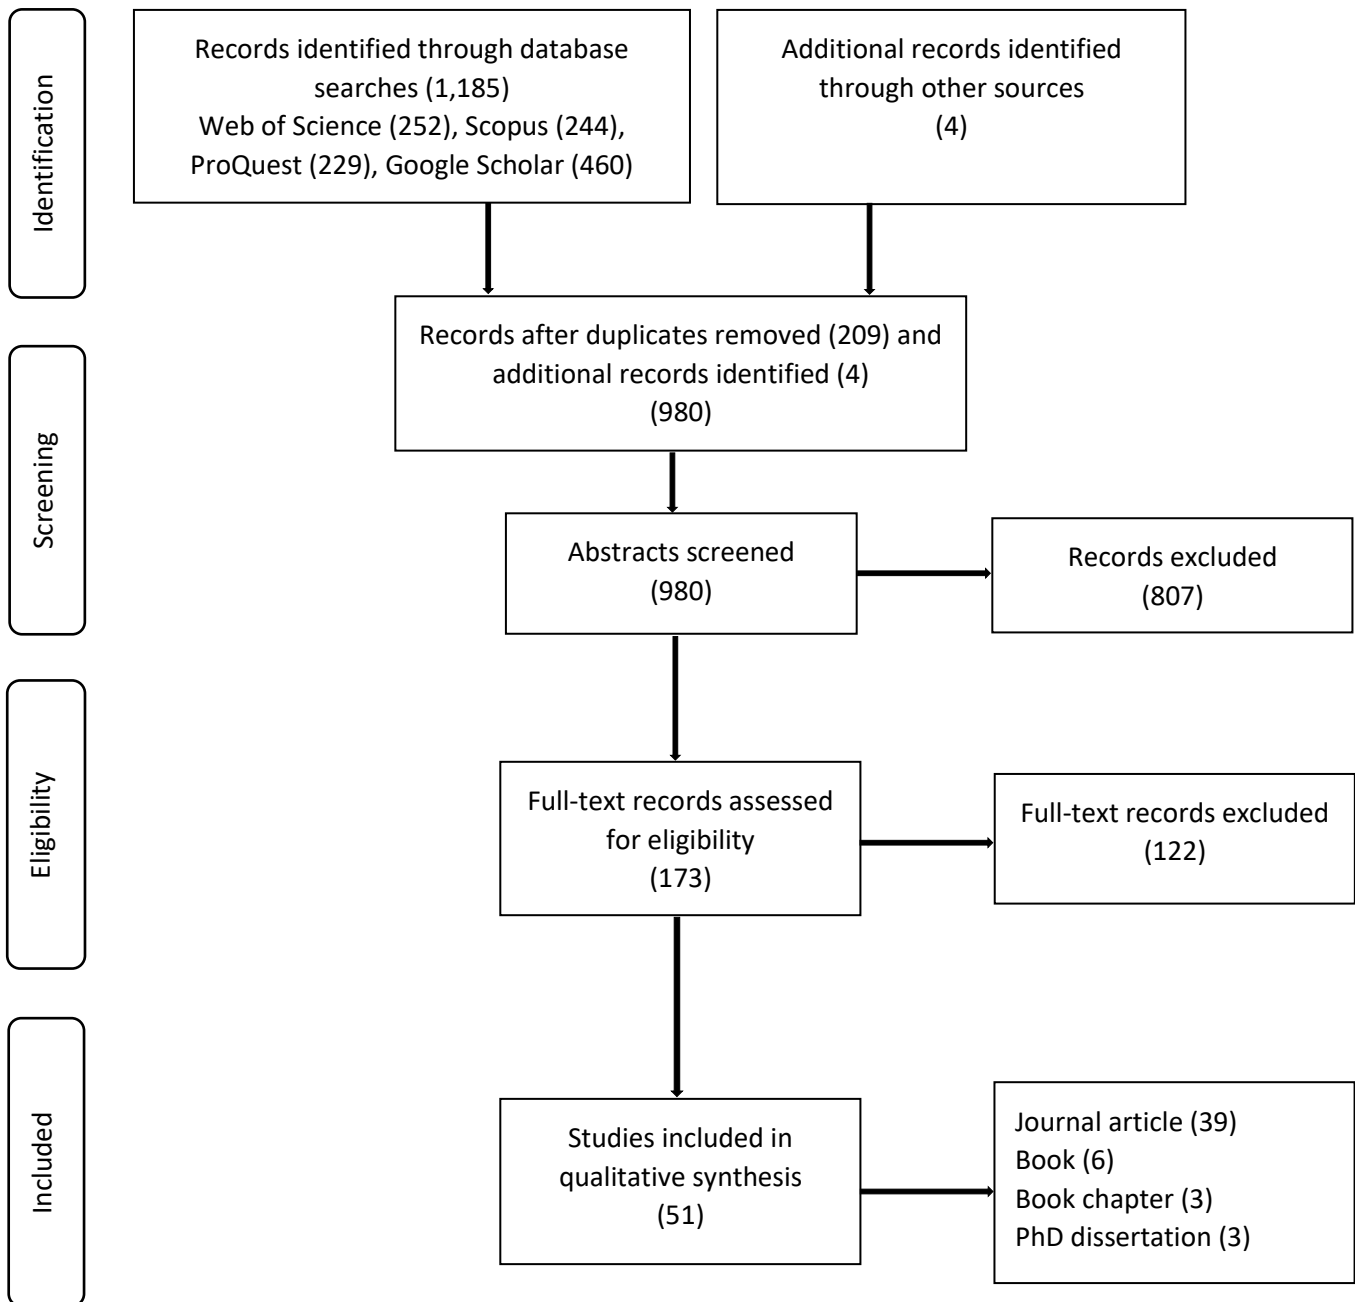 Identification
Records identified through database
searches (1,185)
Web of Science (252), Scopus (244),
ProQuest (229), Google Scholar (460)
Additional records identified
through other sources
(4)
Records after duplicates removed (209) and
additional records identified (4)
(980)
Screening
Abstracts screened
(980)
Records excluded
(807)
Eligibility
Full-text records assessed
for eligibility
(173)
Full-text records excluded
(122)
Included
Studies included in
qualitative synthesis
(51)
Journal article (39)
Book (6)
Book chapter (3)
PhD dissertation (3)